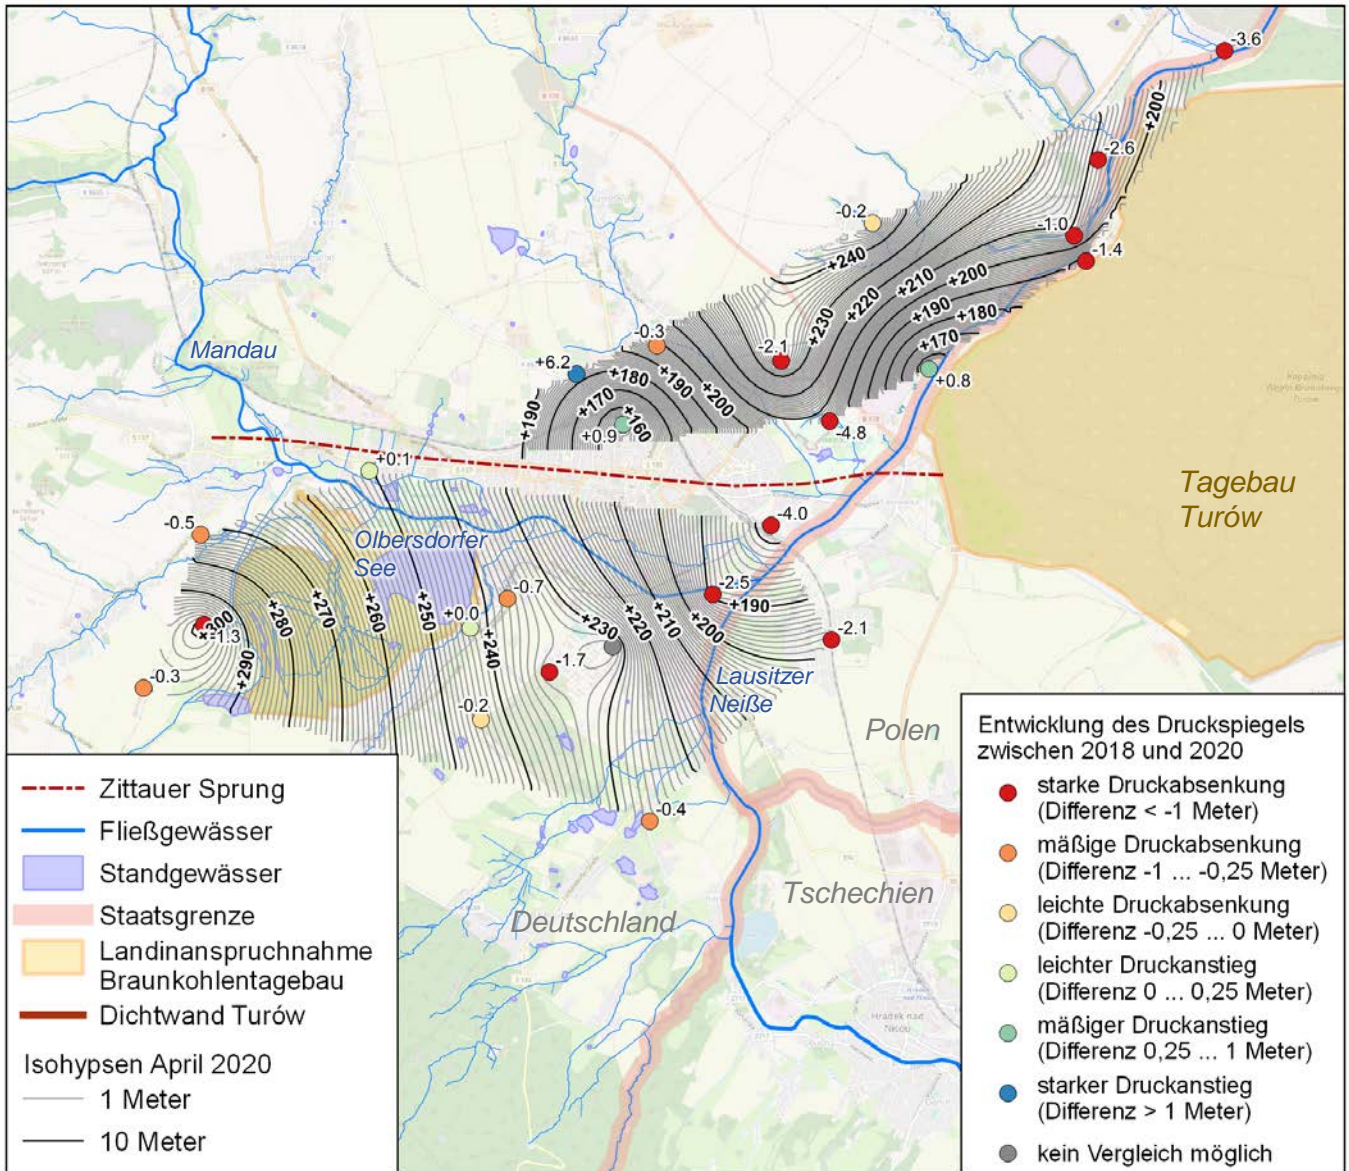 -3.6
+200
-2.6
-0.2
-1.0
-1.4
+240
+210
+200
+220
+190
+180
+230
+170
-0.3
-2.1
+0.8
Mandau
+6.2
+180
+190
+200
+170
+190
+160
+0.9
-4.8
+0.1
Tagebau
Turów
-0.5
-4.0
Olbersdorfer
See
-0.7
-2.5
+190
+300
-1.3
+280
+270
+260
+250
+0.0
+240
+230
+220
+210
+200
-2.1
+290
-0.3
-1.7
-0.2
Lausitzer
Neiße
Polen
-0.4
Tschechien
Deutschland
Hrádek nad
Nisou
Zittauer Sprung
Fließgewässer
Standgewässer
Staatsgrenze
Landinanspruchnahme
Braunkohlentagebau
Dichtwand Turów
Isohypsen April 2020
1 Meter
10 Meter
Entwicklung des Druckspiegels
zwischen 2018 und 2020
starke Druckabsenkung
(Differenz < -1 Meter)
mäßige Druckabsenkung
(Differenz -1 ... -0,25 Meter)
leichte Druckabsenkung
(Differenz -0,25 ... 0 Meter)
leichter Druckanstieg
(Differenz 0 ... 0,25 Meter)
mäßiger Druckanstieg
(Differenz 0,25 ... 1 Meter)
starker Druckanstieg
(Differenz > 1 Meter)
kein Vergleich möglich